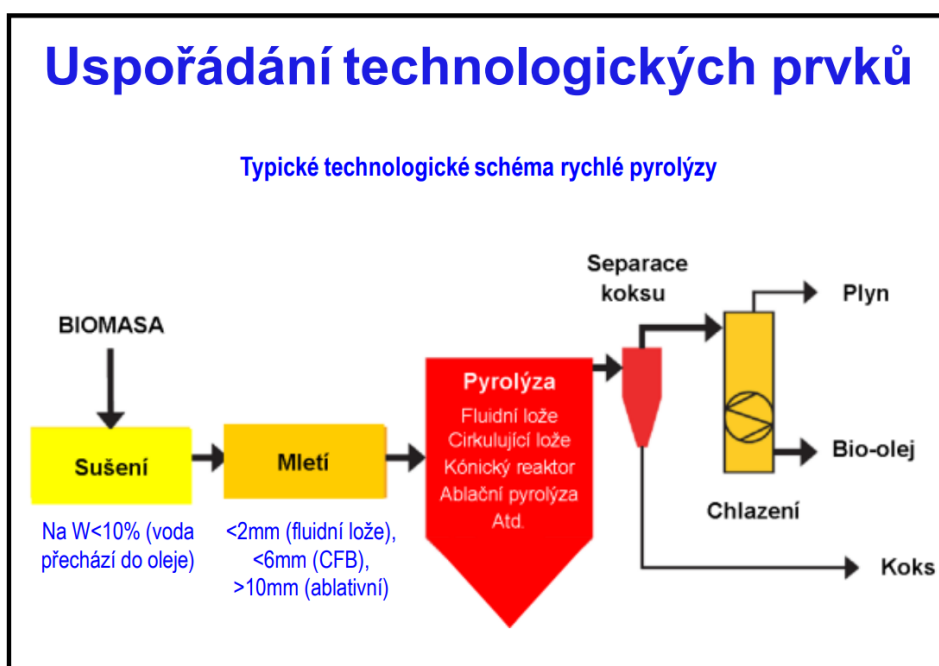 Uspořádání technologických prvků
Typické technologické schéma rychlé pyrolýzy
BIOMASA
Sušení
Na W<10% (voda
přechází do oleje)
Mletí
<2mm (fluidní lože),
<6mm (CFB),
>10mm (ablativní)
Pyrolýza
Fluidní lože
Cirkulující lože
Kónický reaktor
Ablační pyrolýza
Atd.
Separace
koksu
Plyn
Bio-olej
Chlazení
Koks